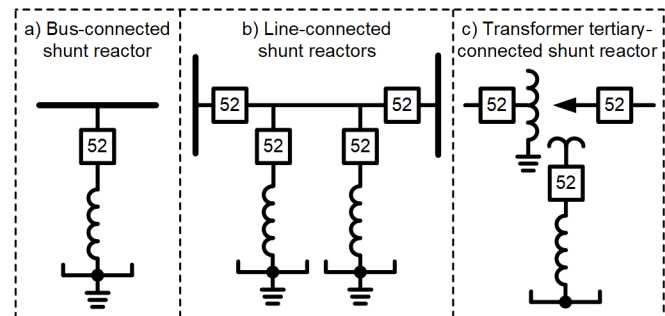 a) Bus-connected
shunt reactor
52
b) Line-connected
shunt reactors
52
52
52
52
c) Transformer tertiary-
connected shunt reactor
52
52
52